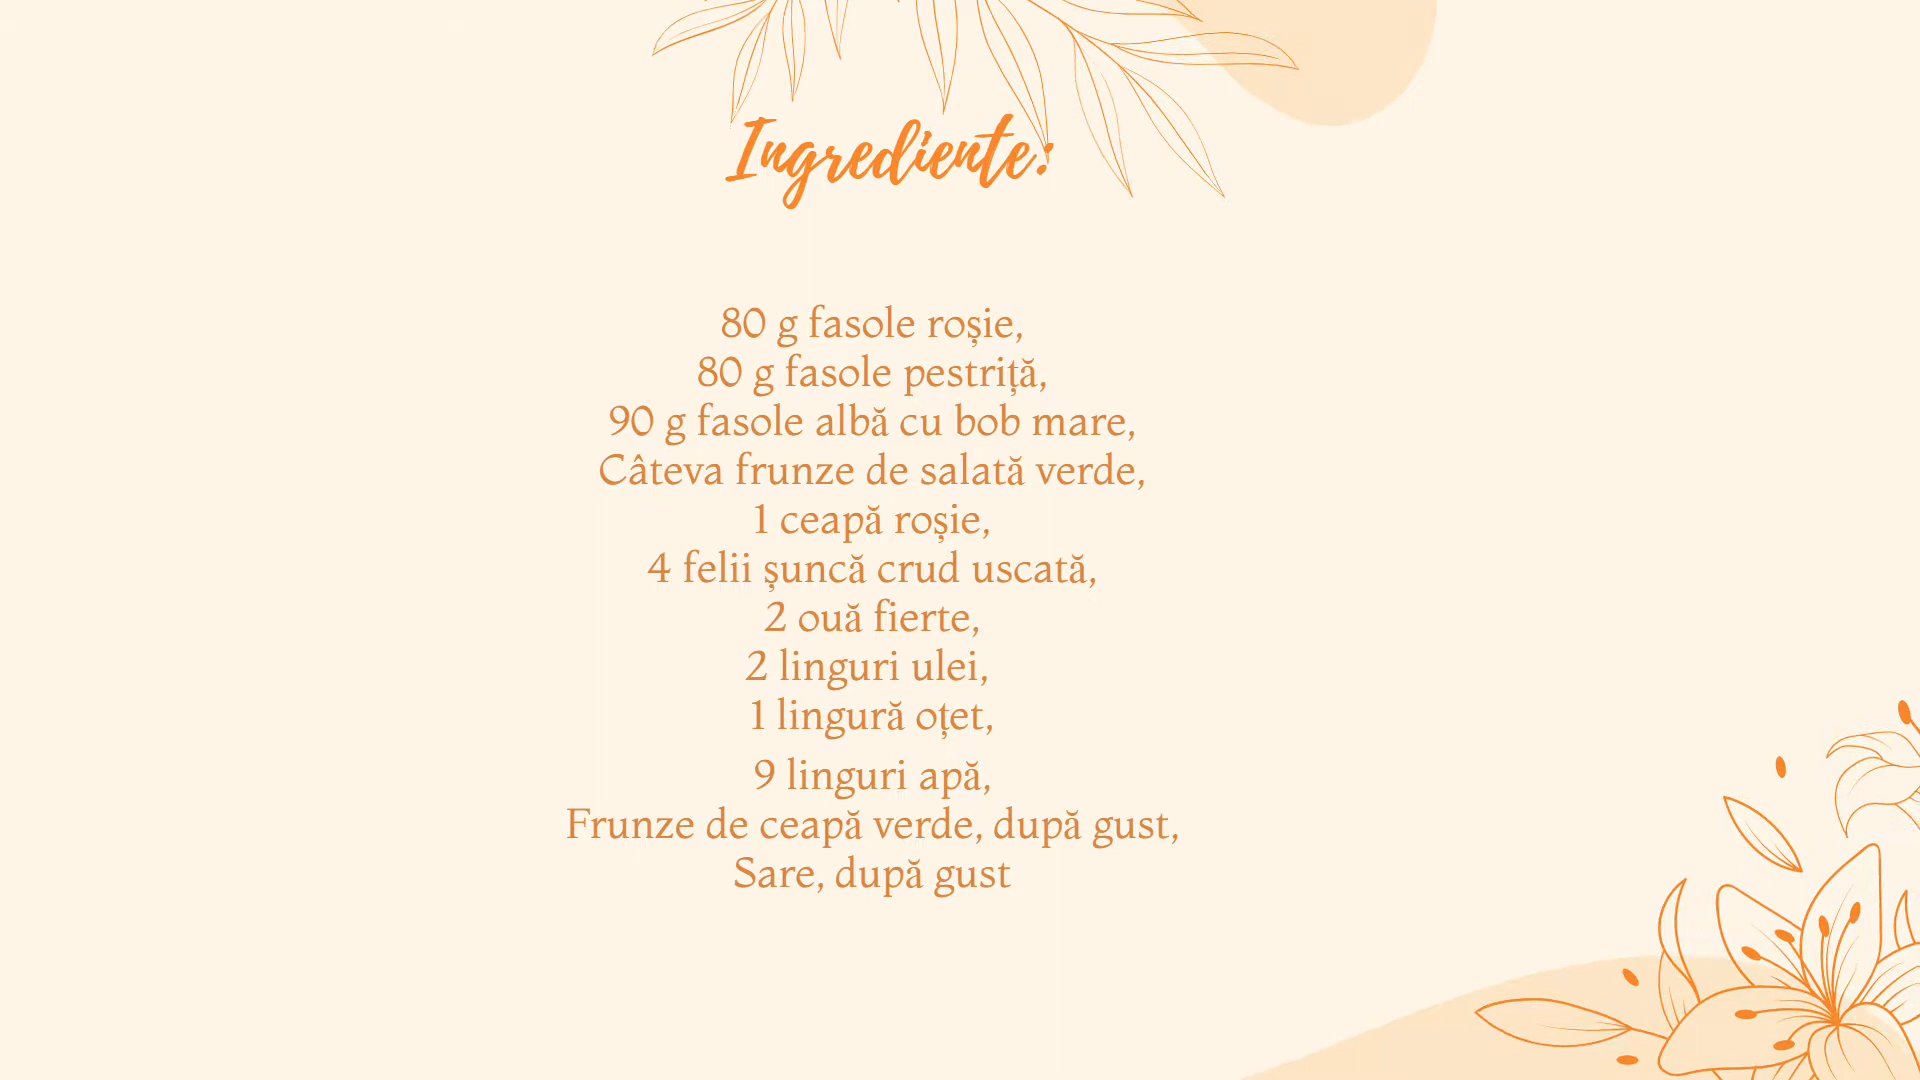 Ingrediente:
80 g fasole roșie,
80 g fasole pestriță,
90 g fasole albă cu bob mare,
Câteva frunze de salată verde,
1 ceapă roșie,
4 felii șuncă crud uscată,
2 ouă fierte,
2 linguri ulei,
1 lingură oțet,
9 linguri apă,
Frunze de ceapă verde, după gust,
Sare, după gust